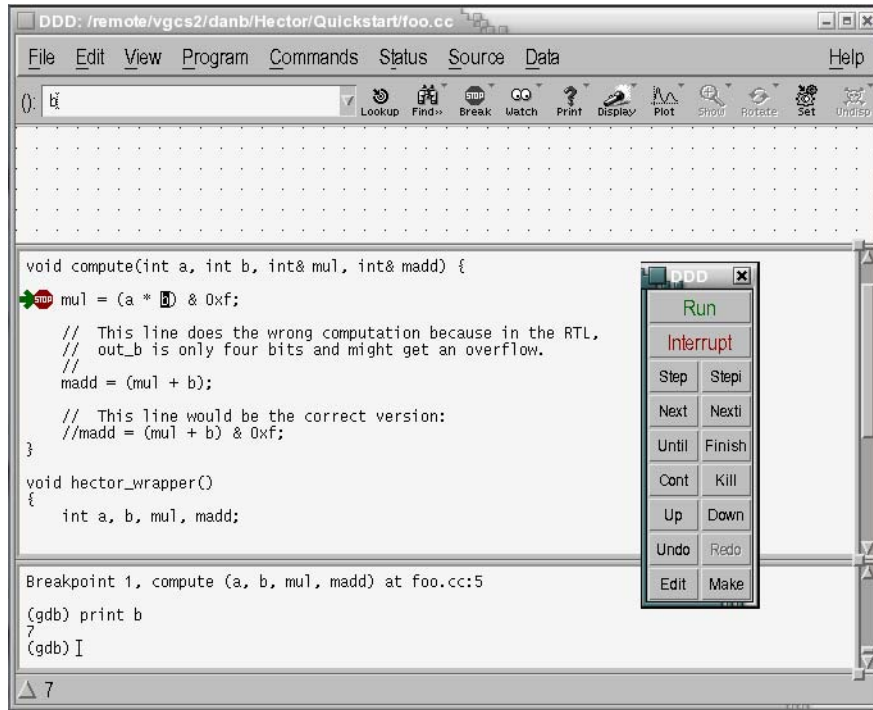 DDD: /remote/vgcs2/danb/Hector/Quickstart/foo.cc
File Edit View Program Commands Status Source Data Help
(): b
Lookup Find» Break Watch Print Display Plot Show Rotate Set Undisp
void compute(int a, int b, int& mul, int& madd) {
STOP mul = (a * b) & 0xf;
// This line does the wrong computation because in the RTL,
// out_b is only four bits and might get an overflow.
//
madd = (mul + b);
// This line would be the correct version:
//madd = (mul + b) & 0xf;
}
void hector_wrapper()
{
int a, b, mul, madd;
DDD
Run
Interrupt
Step Stepi
Next Nexti
Until Finish
Cont Kill
Up Down
Undo Redo
Edit Make
Breakpoint 1, compute (a, b, mul, madd) at foo.cc:5
(gdb) print b
7
(gdb)
7